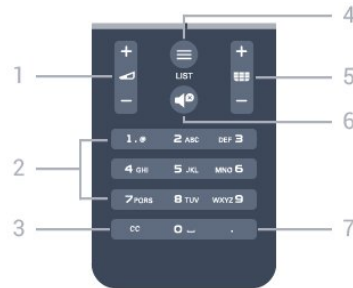 4
+
+
1
LIST
5
-
-
6
1.@ 2 ABC DEF 3
2
4 GHI 5 JKL MNO 6
7 PQRS 8 TUV WXYZ 9
3 CC 0 ⎵ . 7